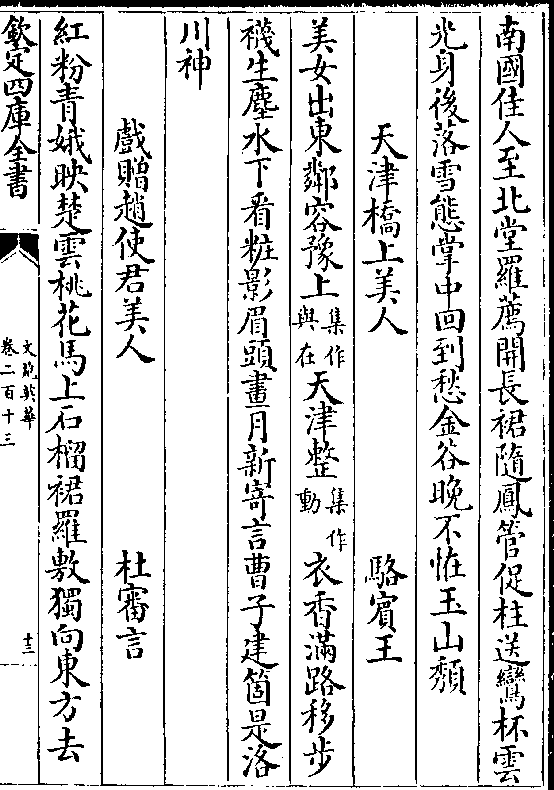 南國佳人至北堂羅薦開長裙隨鳳管促柱送鸞杯雲
光身後落雪態掌中回到愁金谷晚不怪玉山頽
天津橋上美人 駱賓王
美女出東鄰容豫上集作與在天津整集作動衣香滿路移步
襪生塵水下看粧影眉頭畫月新寄言曹子建箇是洛
川神
戲贈趙使君美人 杜審言
紅粉青娥映楚雲桃花馬上石榴裙羅敷獨向東方去
欽定四庫全書
文苑英華
卷二百十三
十三